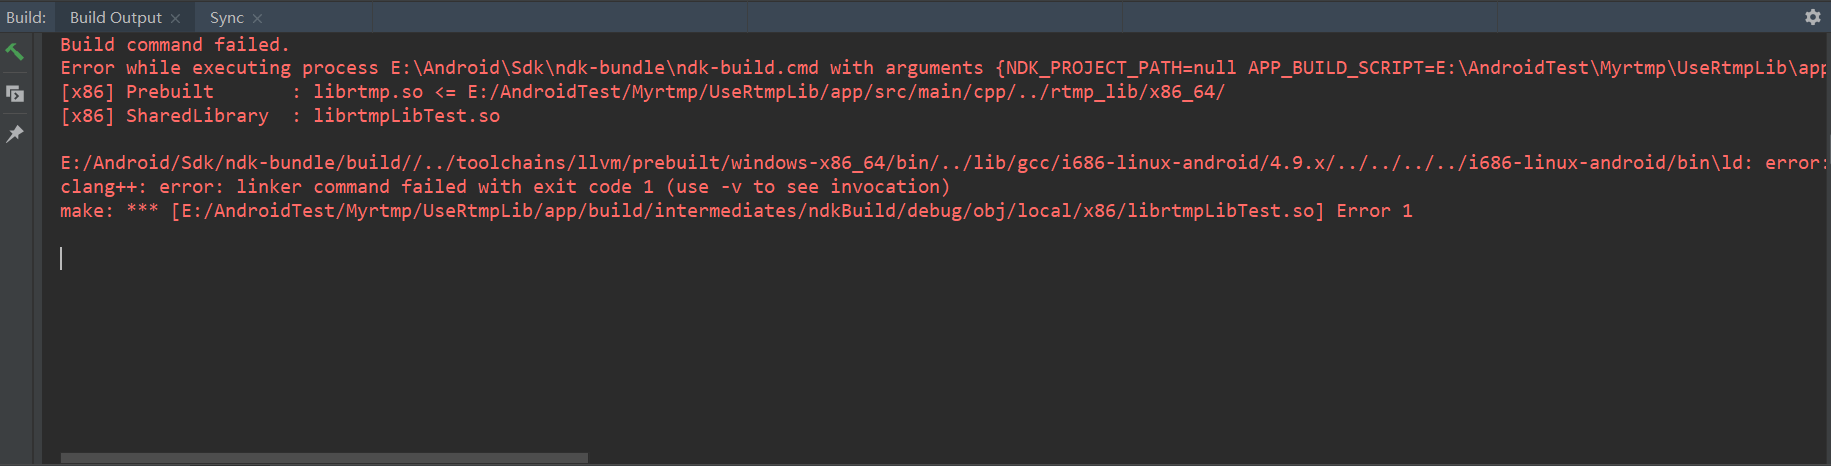 Build: Build Output Sync
Build command failed.
Error while executing process E:\Android\Sdk\ndk-bundle\ndk-build.cmd with arguments {NDK_PROJECT_PATH=null APP_BUILD_SCRIPT=E:\AndroidTest\Myrtmp\UseRtmpLib\app
[x86] Prebuilt       : librtmp.so <= E:/AndroidTest/Myrtmp/UseRtmpLib/app/src/main/cpp/../rtmp_lib/x86_64/
[x86] SharedLibrary  : librtmpLibTest.so
E:/Android/Sdk/ndk-bundle/build//../toolchains/llvm/prebuilt/windows-x86_64/bin/../lib/gcc/i686-linux-android/4.9.x/../../../../i686-linux-android/bin\ld: error:
clang++: error: linker command failed with exit code 1 (use -v to see invocation)
make: *** [E:/AndroidTest/Myrtmp/UseRtmpLib/app/build/intermediates/ndkBuild/debug/obj/local/x86/librtmpLibTest.so] Error 1